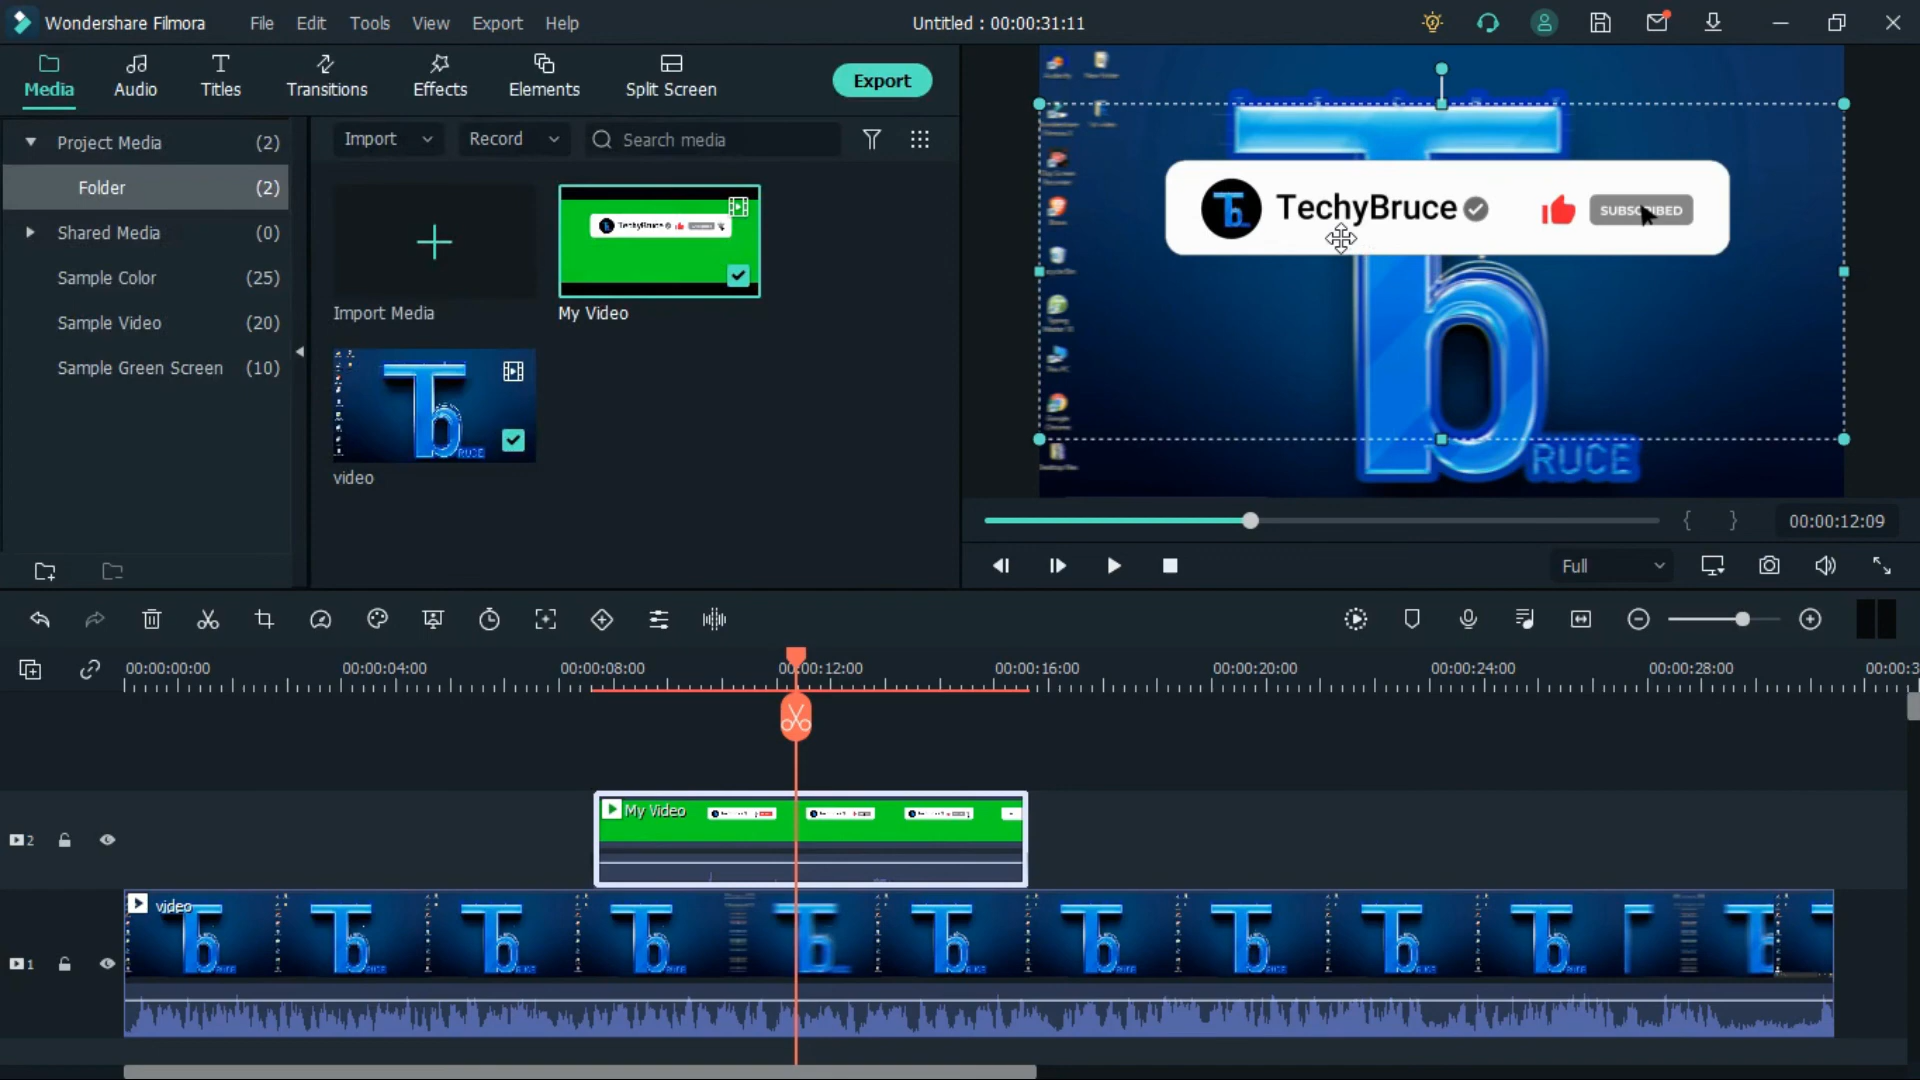 Wondershare Filmora File Edit Tools View Export Help Untitled : 00:00:31:11
Media Audio Titles Transitions Effects Elements Split Screen Export
Project Media (2)
Folder (2)
Shared Media (0)
Sample Color (25)
Sample Video (20)
Sample Green Screen (10)
Import Record Search media
Import Media
TechyBruce
My Video
RUCE
video
TechyBruce SUBSCRIBED
RUCE
00:00:12:09
Full
00:00:00:00 00:00:04:00 00:00:08:00 00:00:12:00 00:00:16:00 00:00:20:00 00:00:24:00 00:00:28:00 00:00:3
My Video
2
video
1